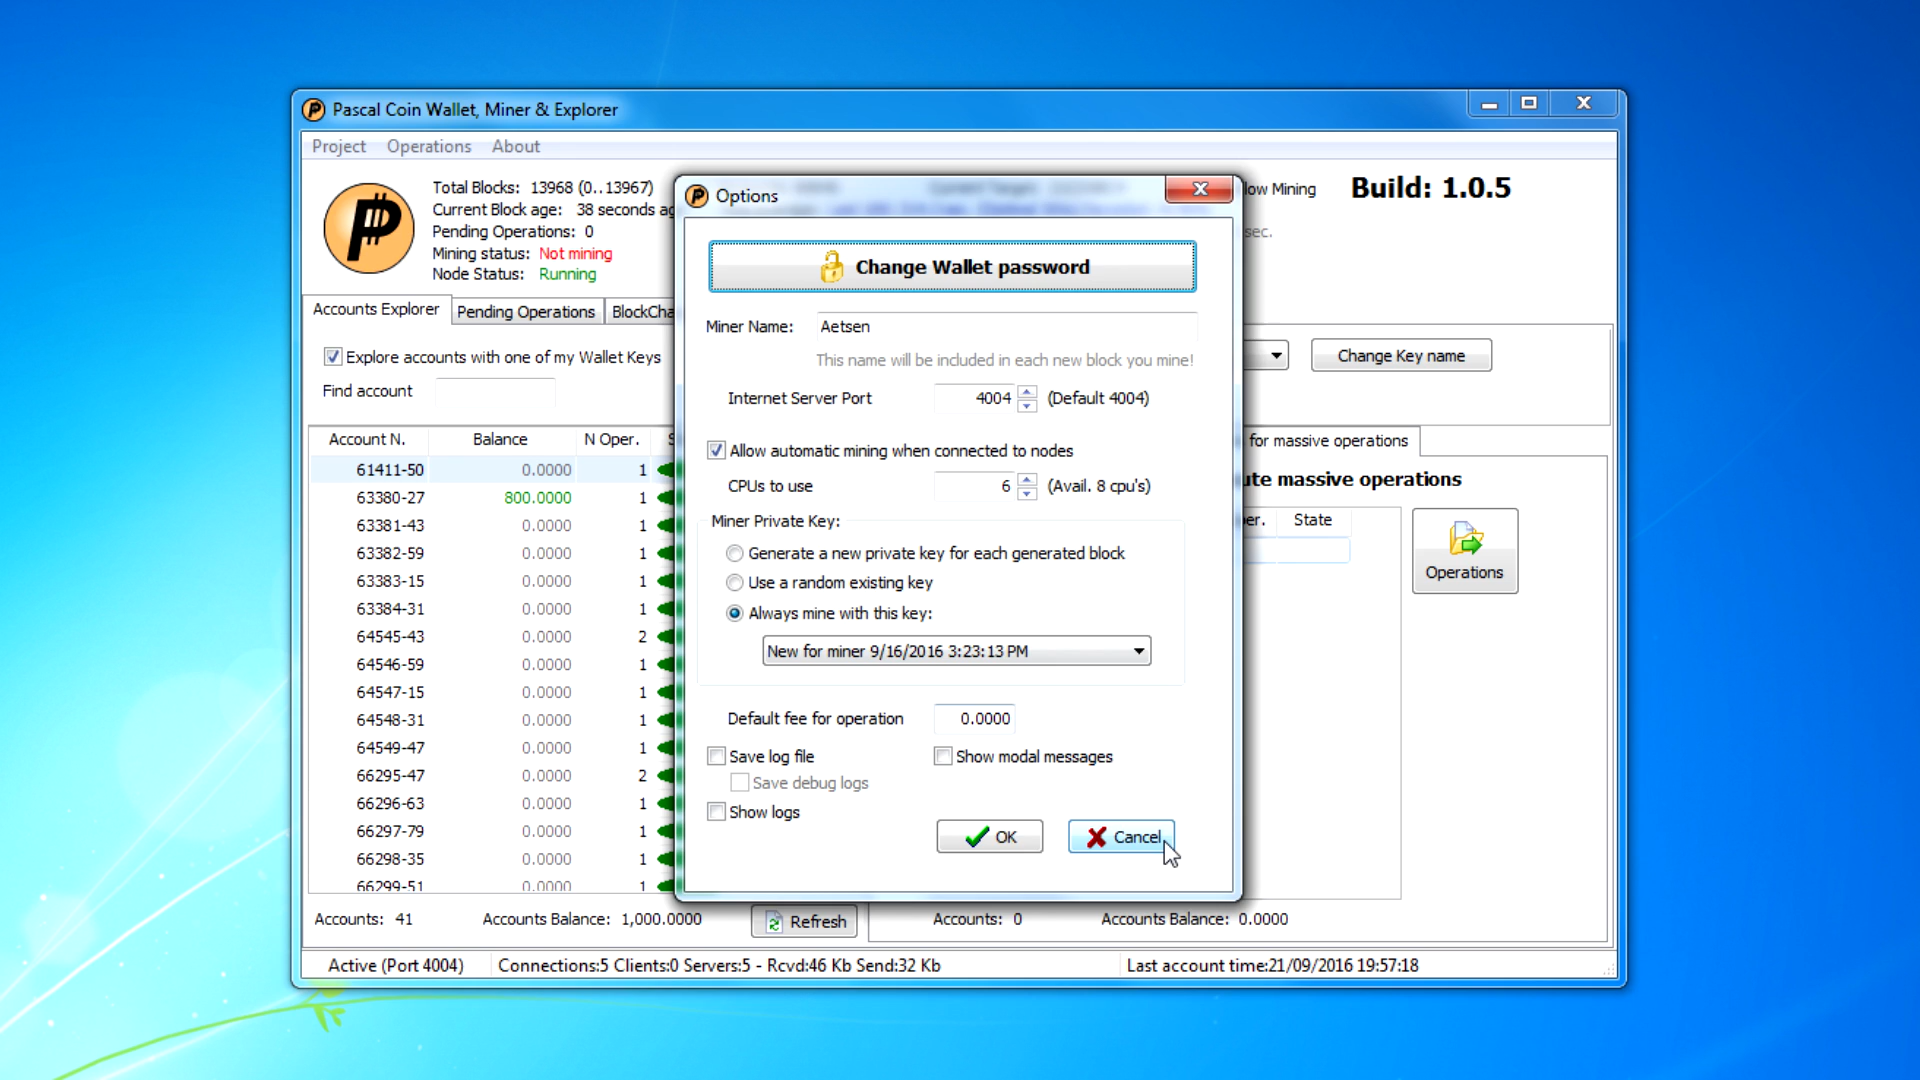 Pascal Coin Wallet, Miner & Explorer
Project Operations About
Total Blocks: 13968 (0..13967)
Current Block age: 38 seconds
Pending Operations: 0
Mining status: Not mining
Node Status: Running
Mining
Build: 1.0.5
sec.
Accounts Explorer
Pending Operations
Explore accounts with one of my Wallet Keys
Change Key name
Find account
Account N. Balance N Oper.
61411-50 0.0000 1
63380-27 800.0000 1
63381-43 0.0000 1
63382-59 0.0000 1
63383-15 0.0000 1
63384-31 0.0000 1
64545-43 0.0000 2
64546-59 0.0000 1
64547-15 0.0000 1
64548-31 0.0000 1
64549-47 0.0000 1
66295-47 0.0000 2
66296-63 0.0000 1
66297-79 0.0000 1
66298-35 0.0000 1
66299-51 0.0000 1
Options
Change Wallet password
Miner Name: Aetsen
This name will be included in each new block you mine!
Internet Server Port 4004 (Default 4004)
Allow automatic mining when connected to nodes
CPUs to use 6 (Avail. 8 cpu's)
Miner Private Key:
Generate a new private key for each generated block
Use a random existing key
Always mine with this key:
New for miner 9/16/2016 3:23:13 PM
Default fee for operation 0.0000
Save log file
Show modal messages
Save debug logs
Show logs
OK
Cancel
for massive operations
massive operations
State
Operations
Accounts: 41 Accounts Balance: 1,000.0000
Refresh
Accounts: 0 Accounts Balance: 0.0000
Active (Port 4004)
Connections:5 Clients:0 Servers:5 - Rcvd:46 Kb Send:32 Kb
Last account time:21/09/2016 19:57:18